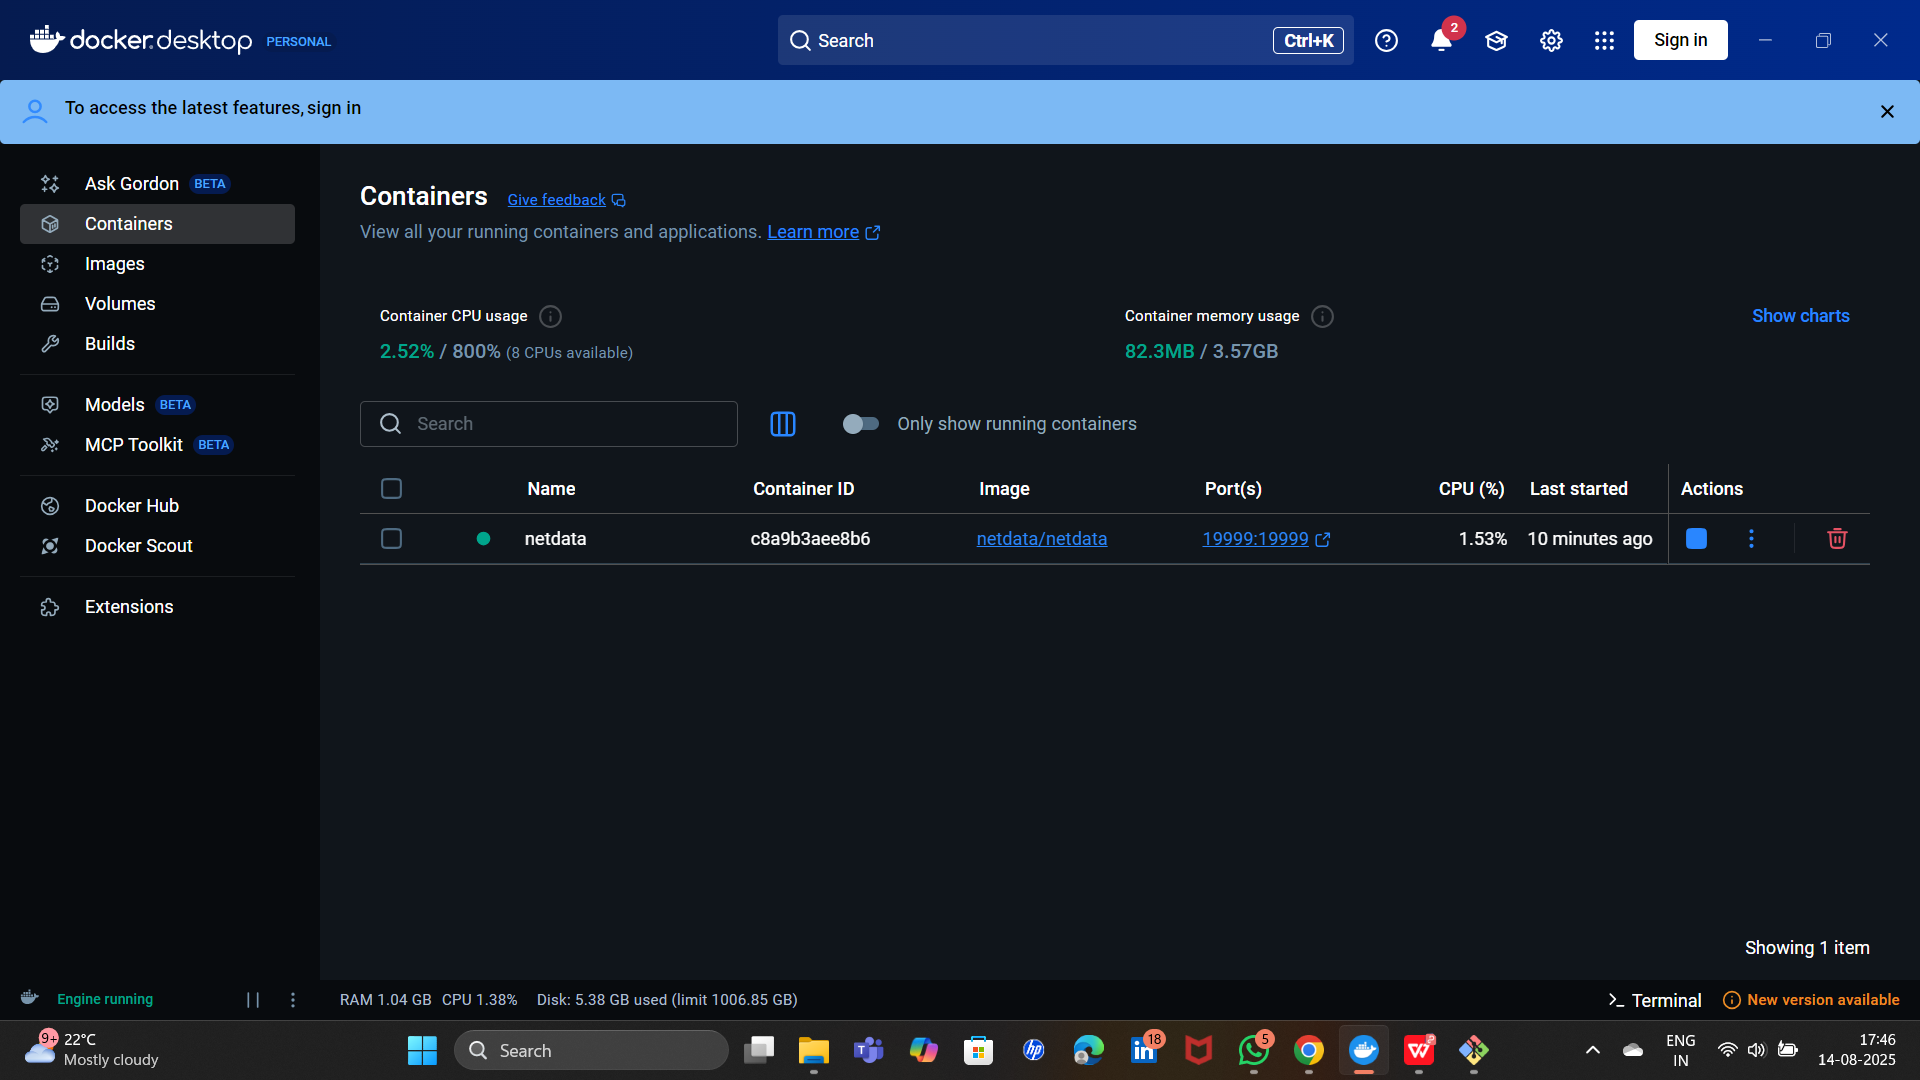 docker.desktop PERSONAL
Search Ctrl+K
2
Sign in
To access the latest features, sign in
Ask Gordon BETA
Containers
Images
Volumes
Builds
Models BETA
MCP Toolkit BETA
Docker Hub
Docker Scout
Extensions
Containers Give feedback
View all your running containers and applications. Learn more
Container CPU usage
2.52% / 800% (8 CPUs available)
Container memory usage
82.3MB / 3.57GB
Show charts
Search
Only show running containers
Name Container ID Image Port(s) CPU (%) Last started Actions
netdata c8a9b3aee8b6 netdata/netdata 19999:19999 1.53% 10 minutes ago
Showing 1 item
Engine running
RAM 1.04 GB CPU 1.38% Disk: 5.38 GB used (limit 1006.85 GB)
Terminal
New version available
9+
22°C
Mostly cloudy
Search
T
hp
in 18
5
W
ENG
IN
17:46
14-08-2025